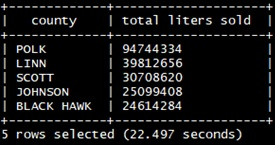 +--------------+--------------------+
| county | total liters sold |
+--------------+--------------------+
| POLK | 94744334 |
| LINN | 39812656 |
| SCOTT | 30708620 |
| JOHNSON | 25099408 |
| BLACK HAWK | 24614284 |
+--------------+--------------------+
5 rows selected (22.497 seconds)